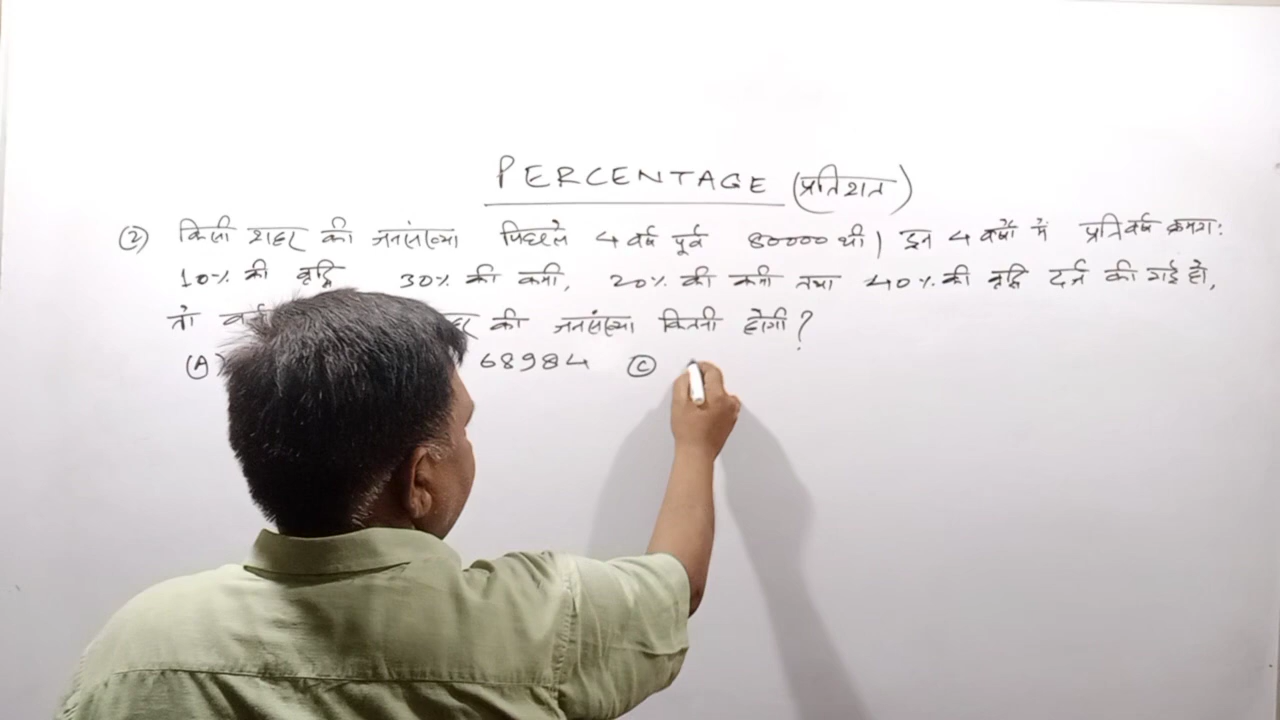 PERCENTAGE (प्रतिशत)
② किसी शहर की जनसंख्या पिछले 4 वर्ष पूर्व 80000 थी। इन 4 वर्षों में प्रतिवर्ष क्रमशः
10% की वृद्धि 30% की कमी, 20% की कमी तथा 40% की वृद्धि दर्ज की गई हो,
तो की जनसंख्या कितनी होगी?
(A) 68984 (C)